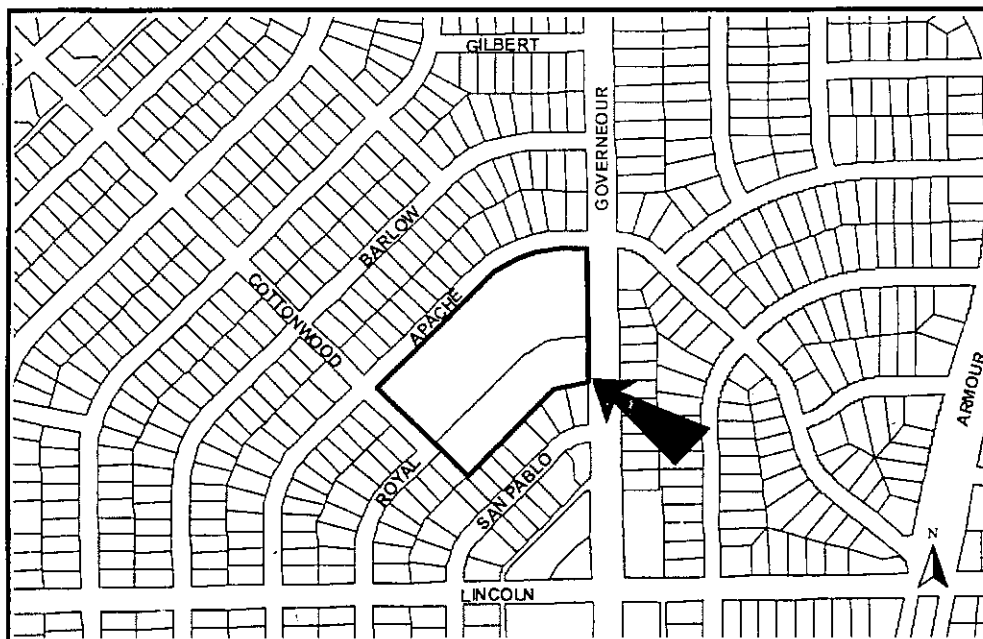 GILBERT
GOVERNEOUR
BARLOW
COTTONWOOD
APACHE
ARMOUR
ROYAL
SAN PABLO
N
LINCOLN